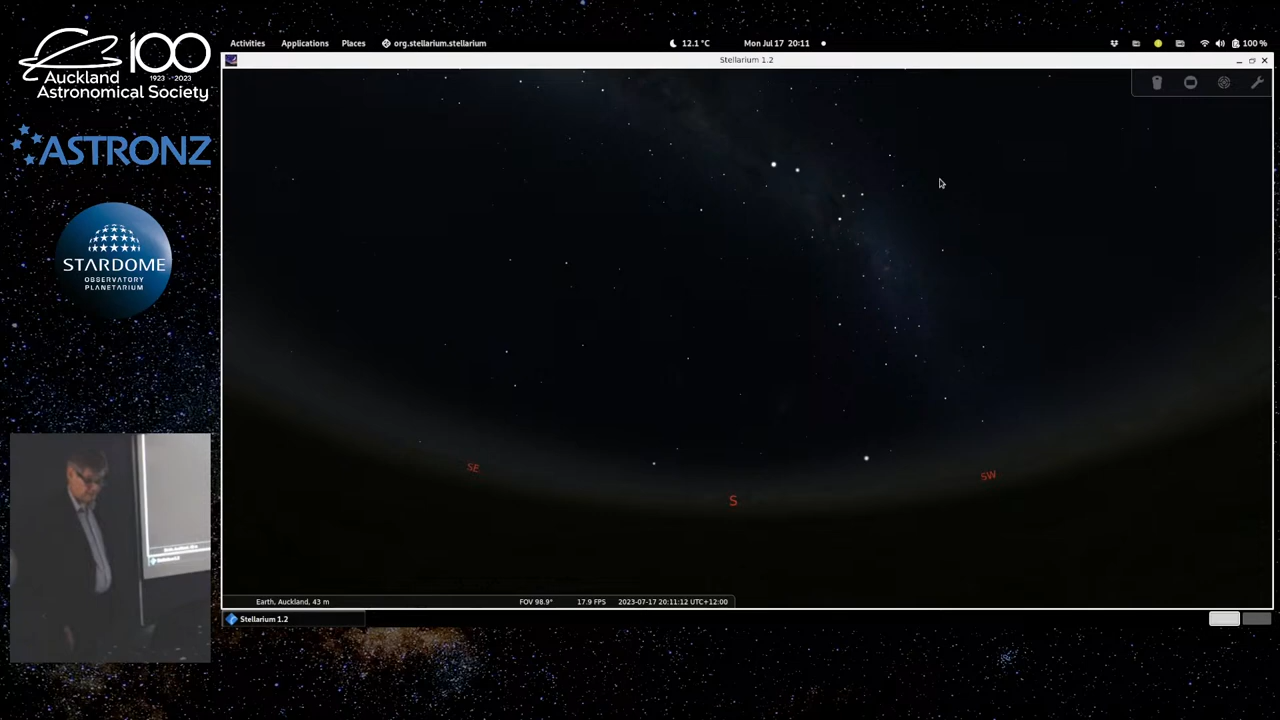 100
1923 - 2023
Auckland
Astronomical Society
ASTRONZ
STARDOME
OBSERVATORY
PLANETARIUM
Activities Applications Places org.stellarium.stellarium 12.1 °C Mon Jul 17 20:11 100 %
Stellarium 1.2
SE
S
SW
Earth, Auckland, 43 m FOV 98.9° 17.9 FPS 2023-07-17 20:11:12 UTC+12:00
Stellarium 1.2